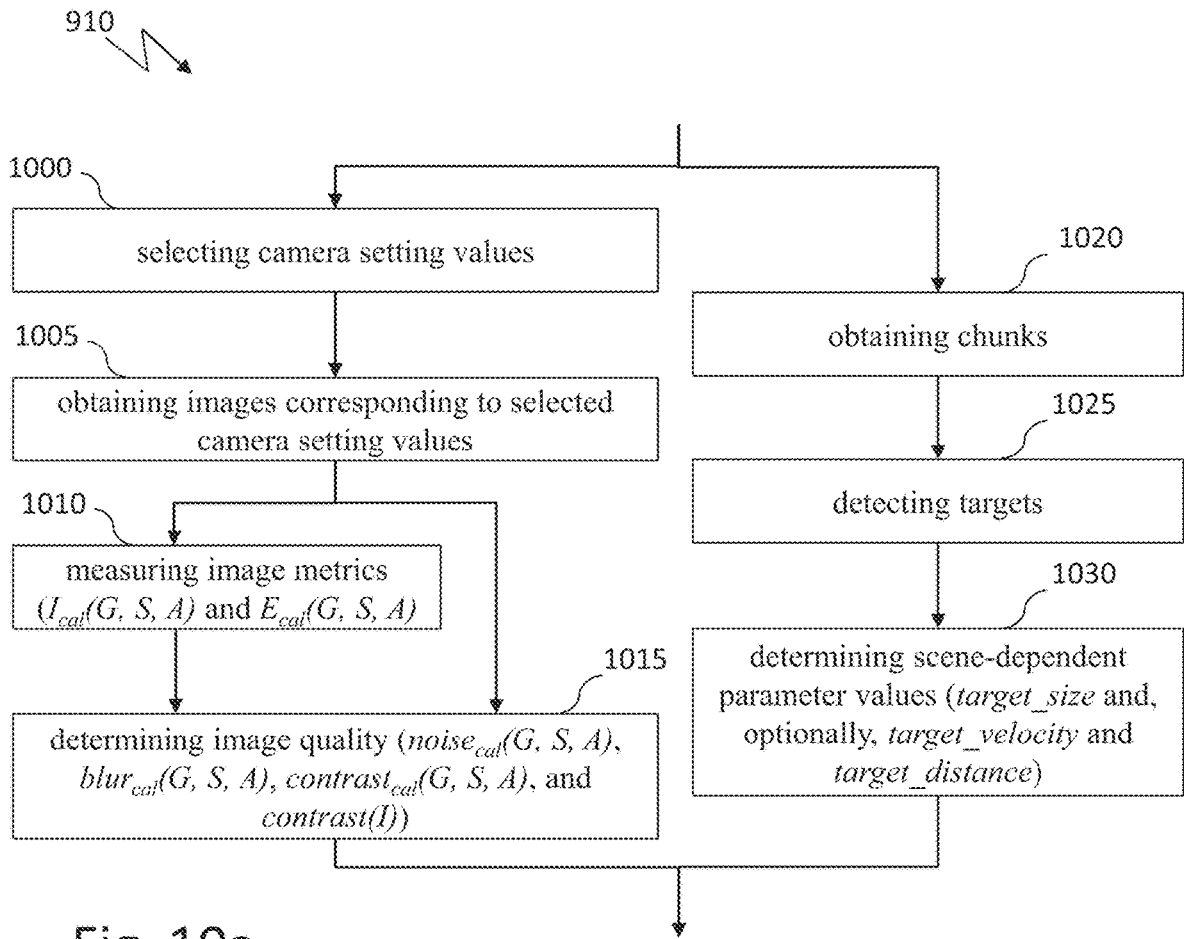 910
1000
selecting camera setting values
1005
obtaining images corresponding to selected
camera setting values
1010
measuring image metrics
(I_cal(G, S, A) and E_cal(G, S, A)
1015
determining image quality (noise_cal(G, S, A),
blur_cal(G, S, A), contrast_cal(G, S, A), and
contrast(I))
1020
obtaining chunks
1025
detecting targets
1030
determining scene-dependent
parameter values (target_size and,
optionally, target_velocity and
target_distance)
Fig. 10a